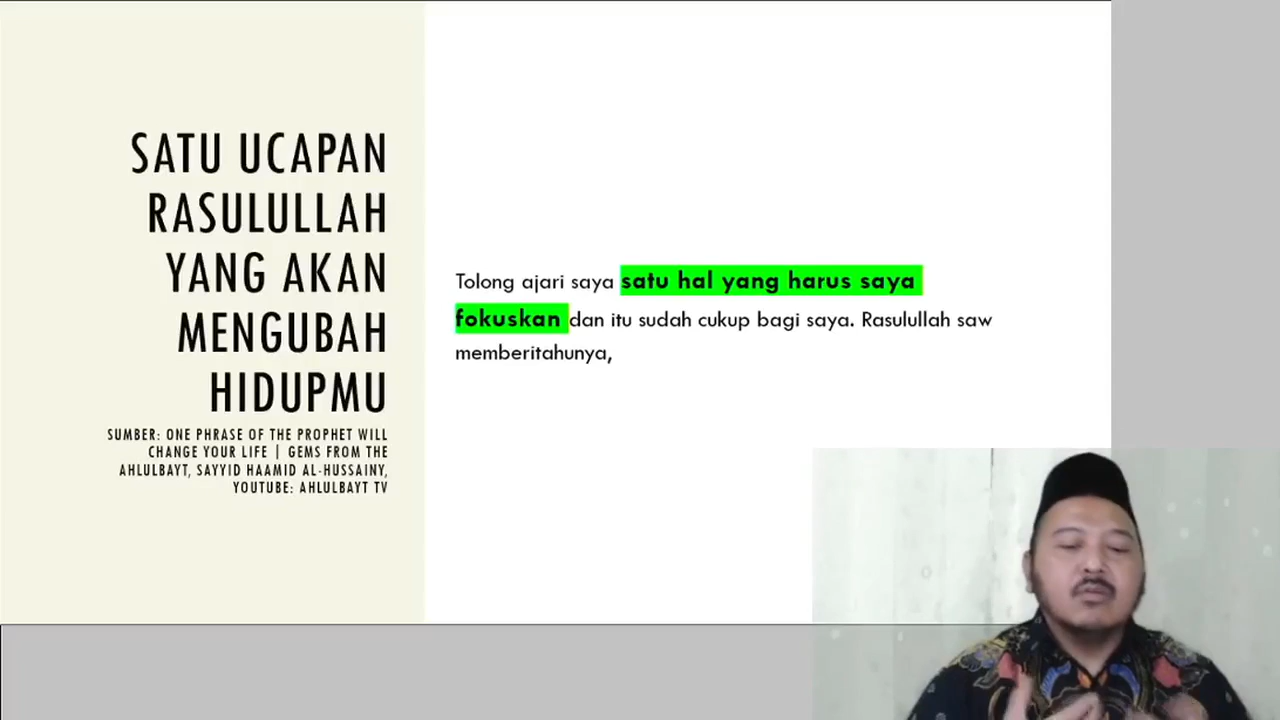 SATU UCAPAN
RASULULLAH
YANG AKAN
MENGUBAH
HIDUPMU
SUMBER: ONE PHRASE OF THE PROPHET WILL
CHANGE YOUR LIFE | GEMS FROM THE
AHLULBAYT, SAYYID HAAMID AL-HUSSAINY,
YOUTUBE: AHLULBAYT TV
Tolong ajari saya satu hal yang harus saya
fokuskan dan itu sudah cukup bagi saya. Rasulullah saw
memberitahunya,